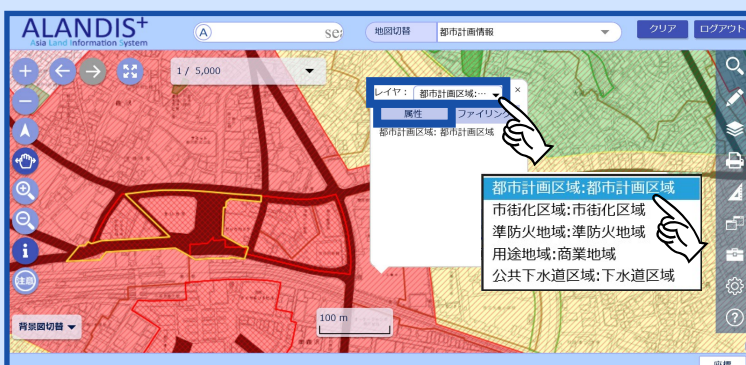 ALANDIS+
Asia Land Information System
A
se
地図切替
都市計画情報
クリア
ログアウト
1 / 5,000
レイヤ： 都市計画区域:…
×
属性
ファイリング
都市計画区域: 都市計画区域
都市計画区域:都市計画区域
市街化区域:市街化区域
準防火地域:準防火地域
用途地域:商業地域
公共下水道区域:下水道区域
i
注意
100 m
背景図切替
?
座標